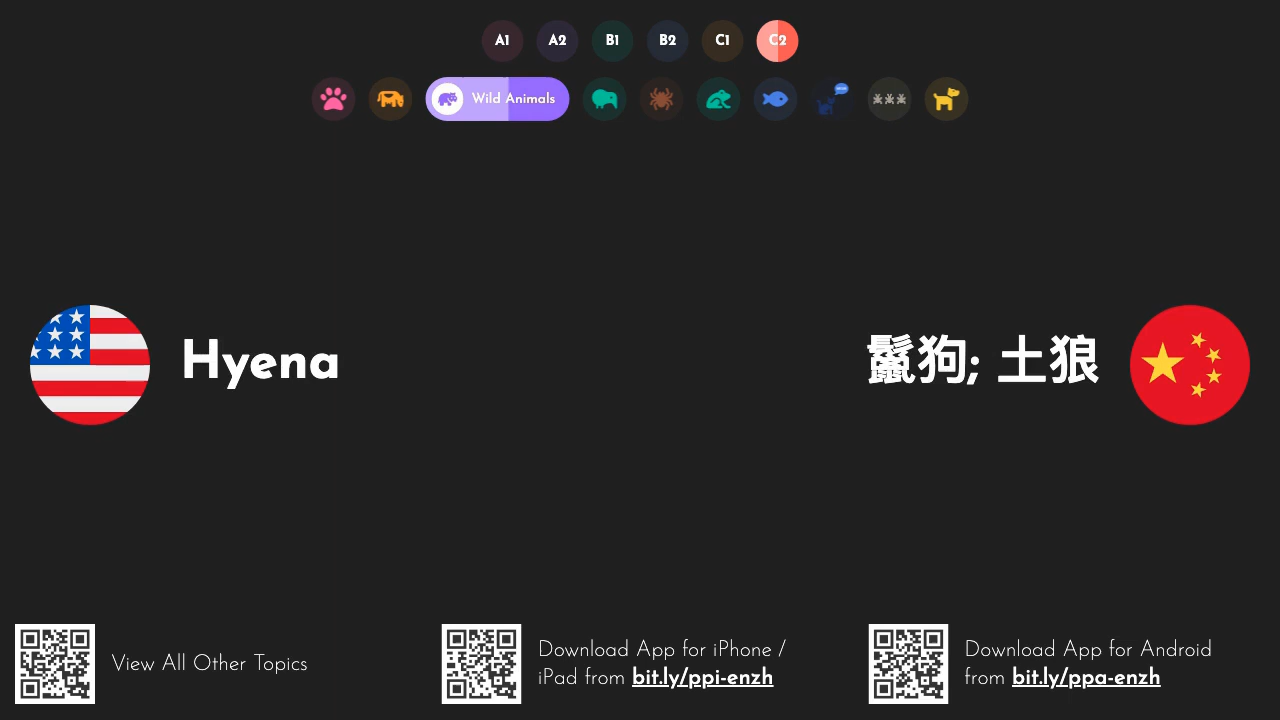 A1 A2 B1 B2 C1 C2
Wild Animals
Hyena
鬣狗; 土狼
View All Other Topics
Download App for iPhone /
iPad from bit.ly/ppi-enzh
Download App for Android
from bit.ly/ppa-enzh